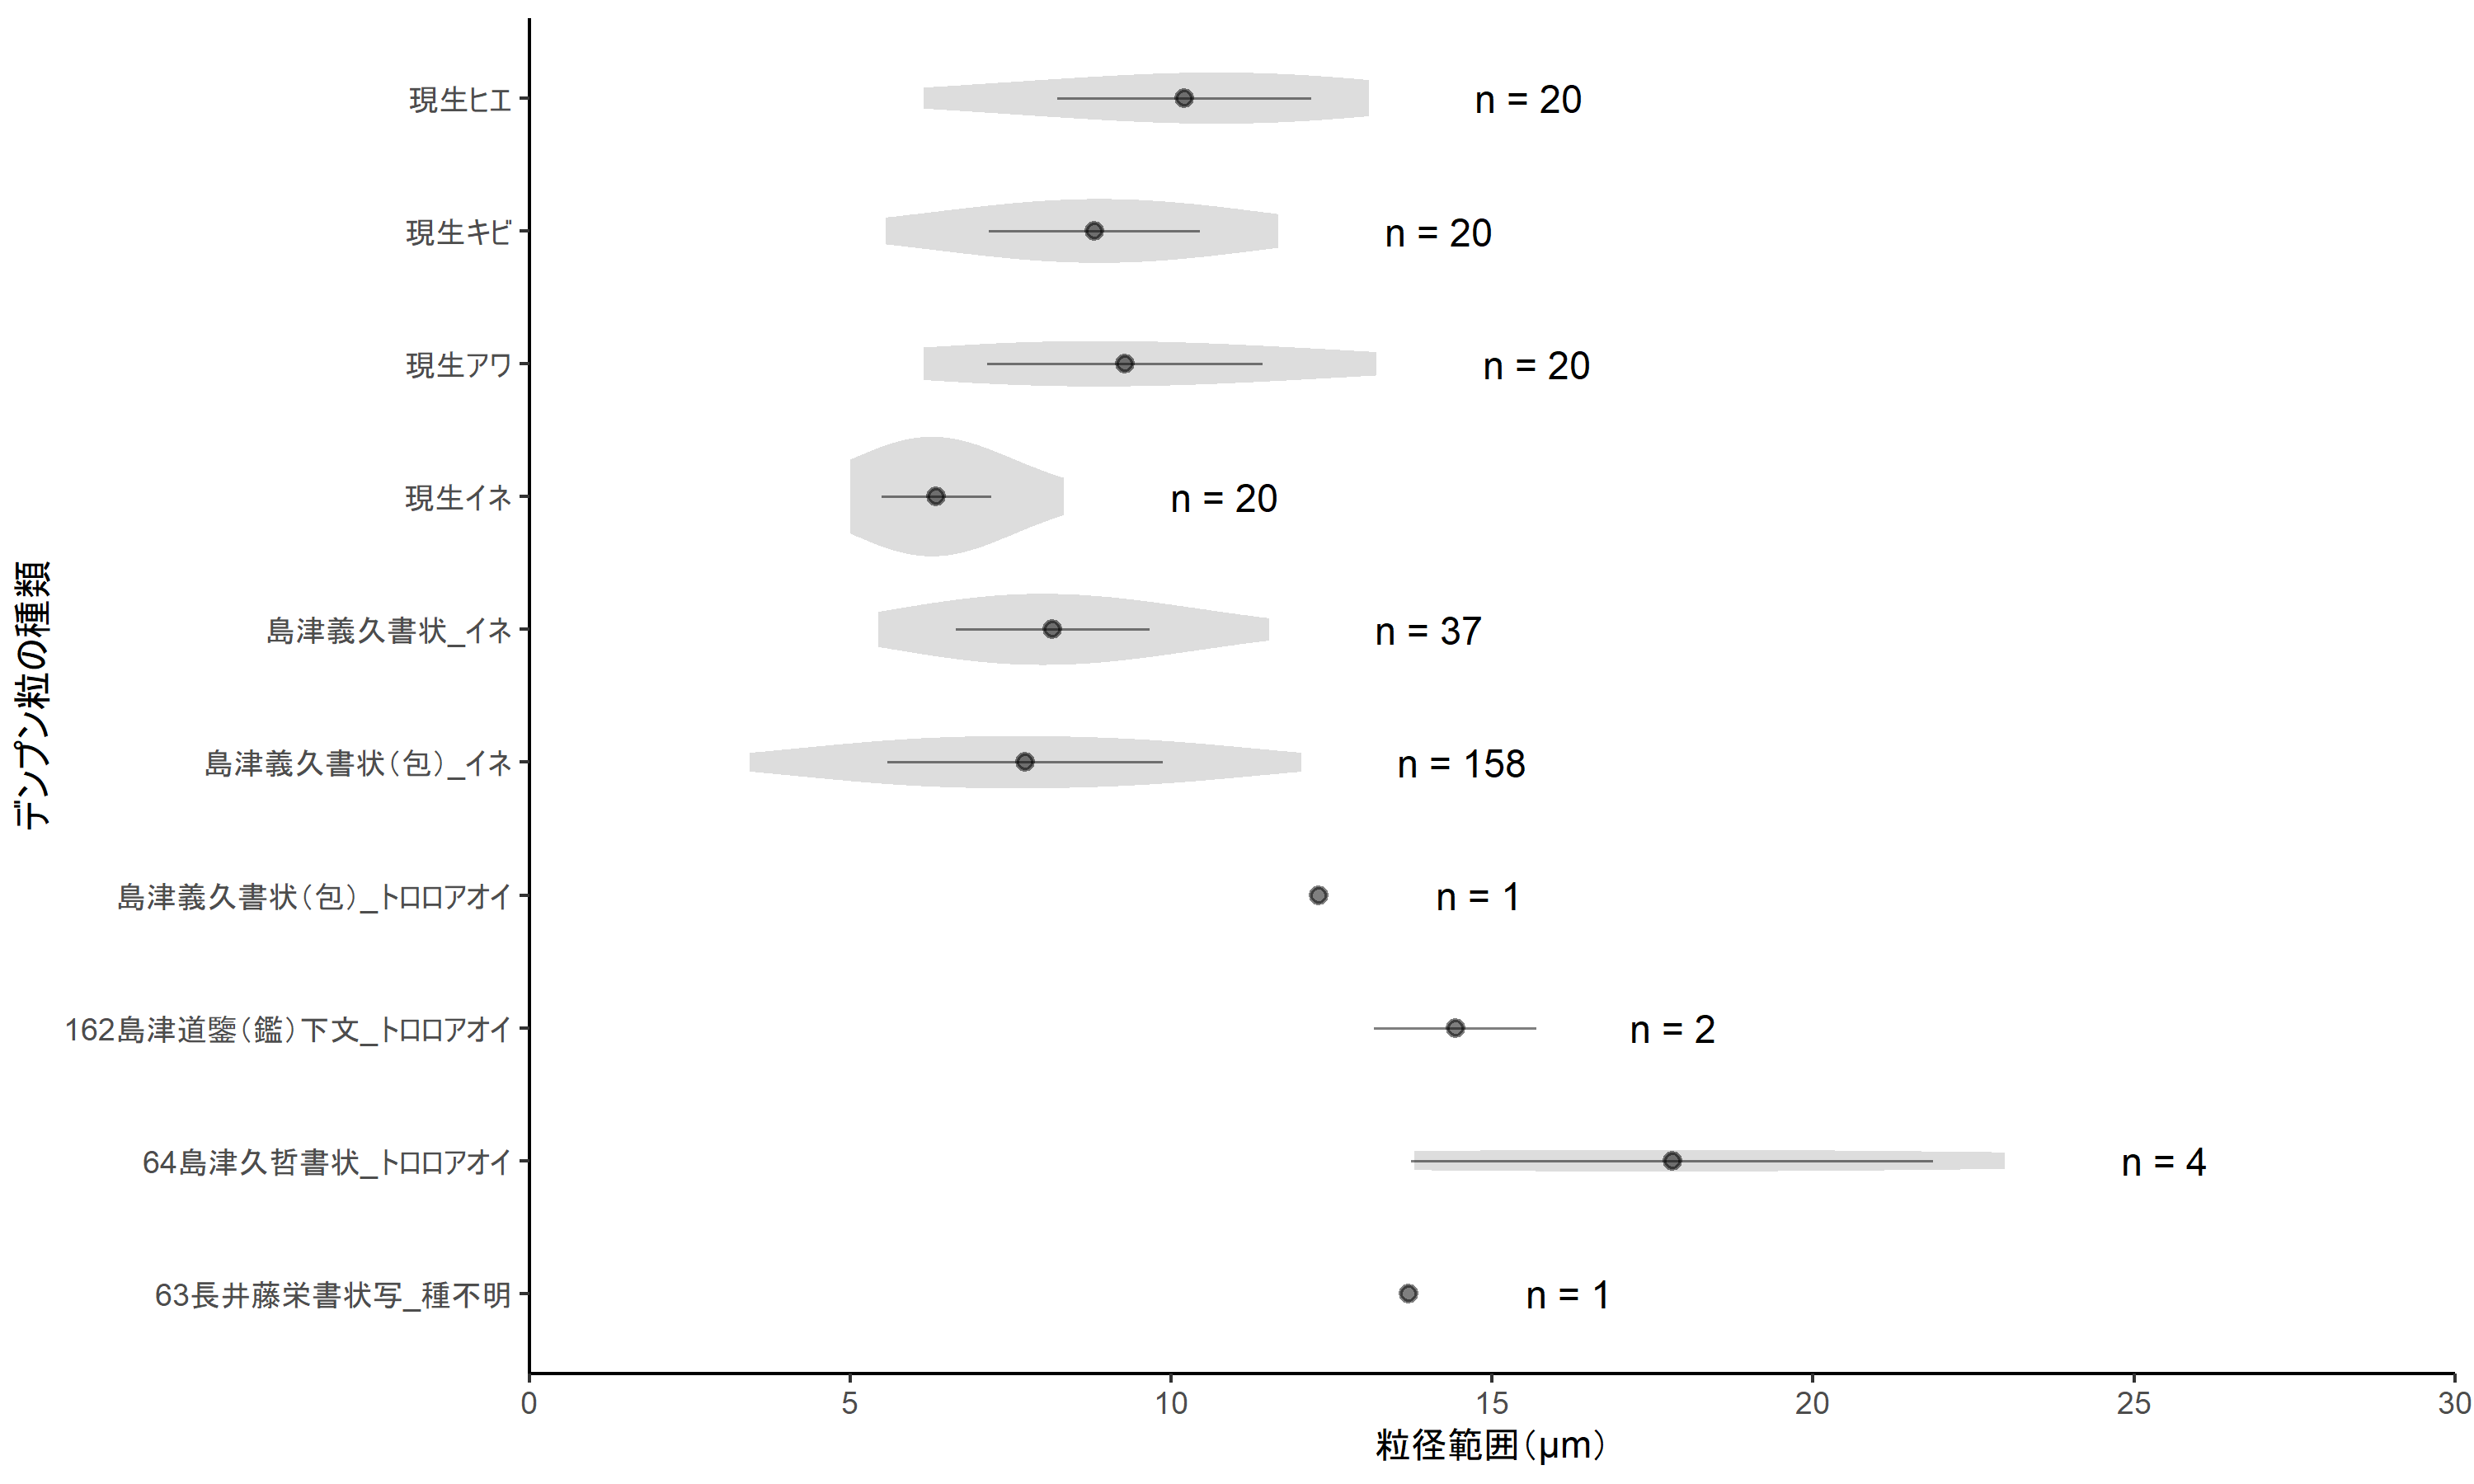 現生ヒエ
n = 20
現生キビ
n = 20
現生アワ
n = 20
現生イネ
n = 20
島津義久書状_イネ
n = 37
島津義久書状（包）_イネ
n = 158
島津義久書状（包）_トロロアオイ
n = 1
162島津道鑒（鑑）下文_トロロアオイ
n = 2
64島津久哲書状_トロロアオイ
n = 4
63長井藤栄書状写_種不明
n = 1
デンプン粒の種類
0 5 10 15 20 25 30
粒径範囲（μm）